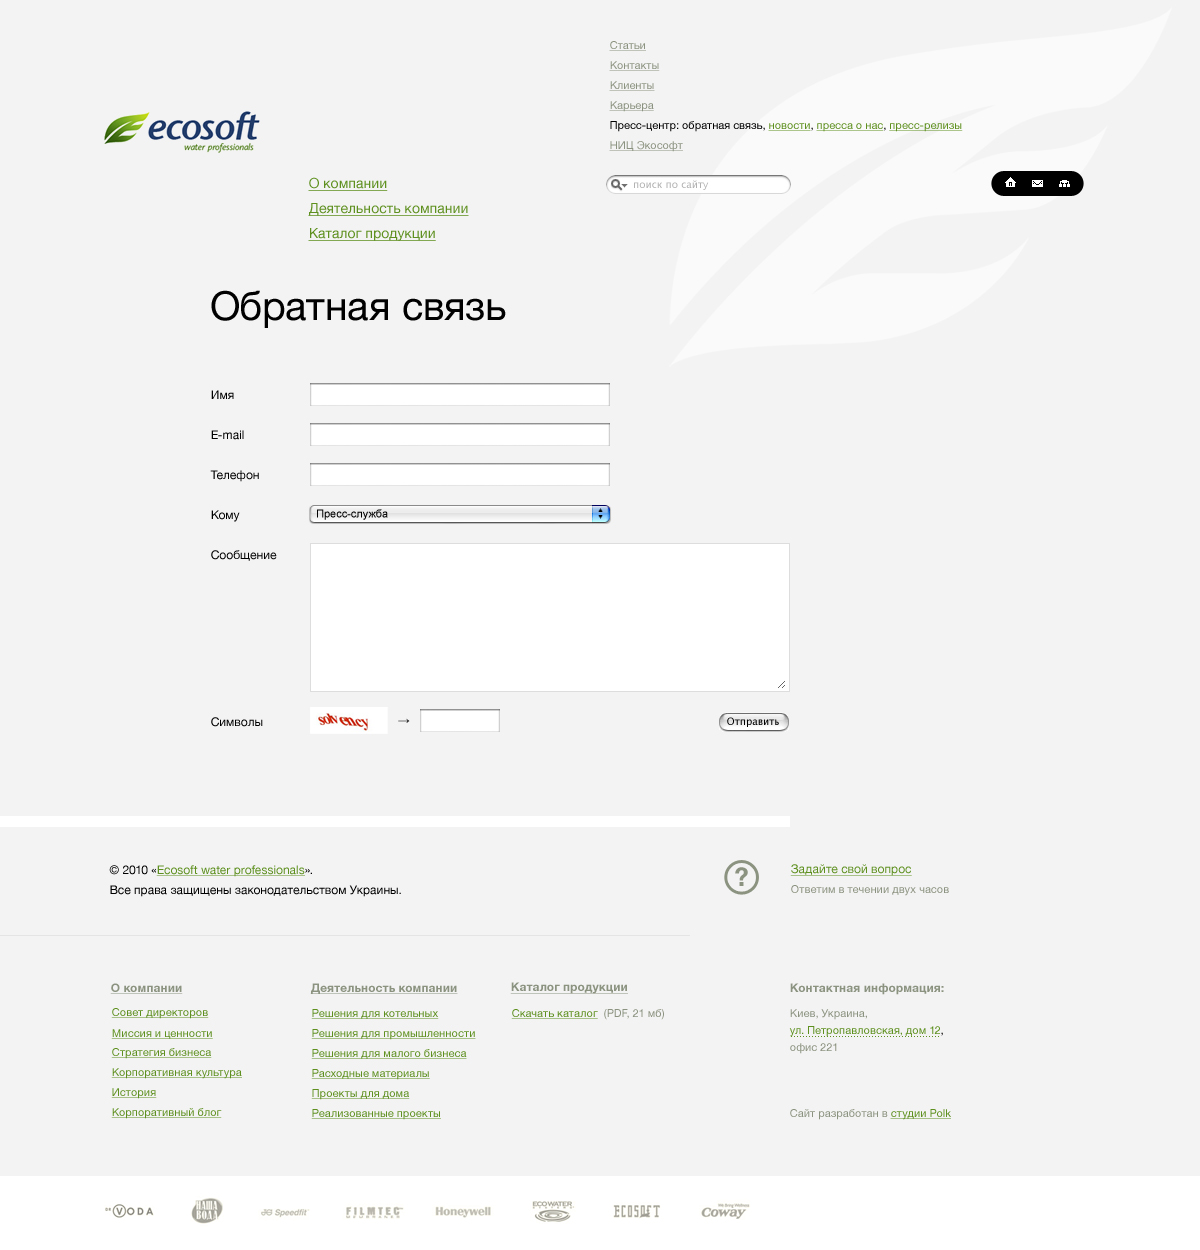 Статьи
Контакты
Клиенты
Карьера
Пресс-центр: обратная связь, новости, пресса о нас, пресс-релизы
НИЦ Экософт
ecosoft
water professionals
поиск по сайту
О компании
Деятельность компании
Каталог продукции
Обратная связь
Имя
E-mail
Телефон
Кому
Пресс-служба
Сообщение
Символы
solvency
→
Отправить
© 2010 «Ecosoft water professionals».
Все права защищены законодательством Украины.
?
Задайте свой вопрос
Ответим в течении двух часов
О компании
Совет директоров
Миссия и ценности
Стратегия бизнеса
Корпоративная культура
История
Корпоративный блог
Деятельность компании
Решения для котельных
Решения для промышленности
Решения для малого бизнеса
Расходные материалы
Проекты для дома
Реализованные проекты
Каталог продукции
Скачать каталог (PDF, 21 мб)
Контактная информация:
Киев, Украина,
ул. Петропавловская, дом 12,
офис 221
Сайт разработан в студии Polk
VODA
НАША ВОДА
JG Speedfit
FILMTEC
MEMBRANES
Honeywell
ECOWATER
ECOSOFT
Coway